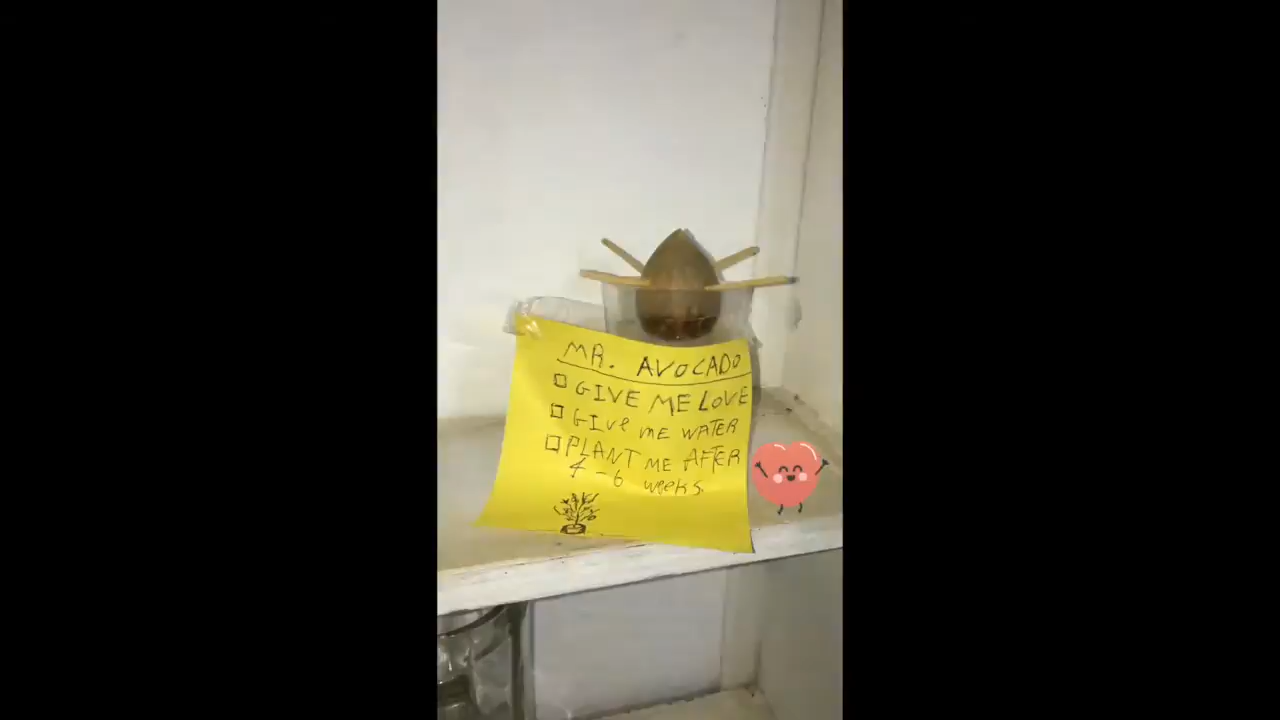 MR. AVOCADO
GIVE ME LOVE
GIVe ME WATER
PLANT ME AFTER
4-6 weeks.